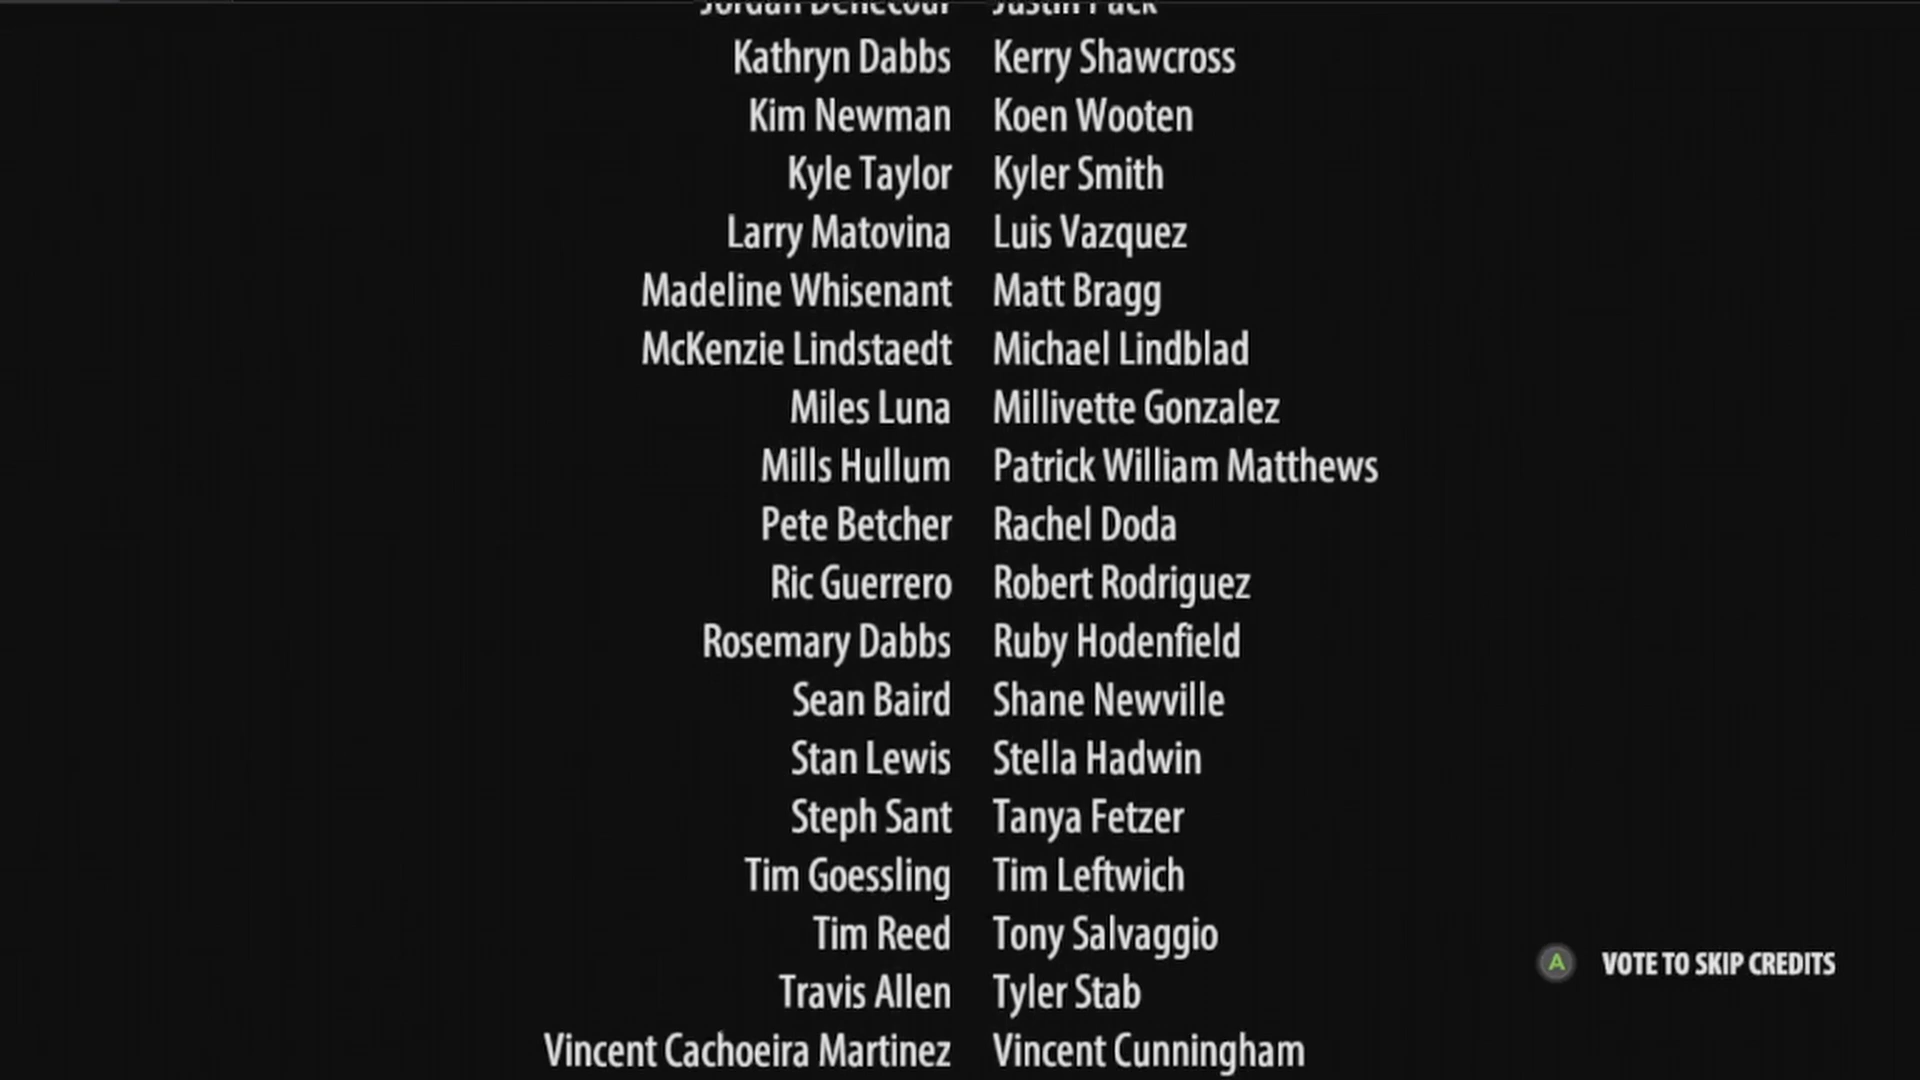 Kathryn Dabbs Kerry Shawcross
Kim Newman Koen Wooten
Kyle Taylor Kyler Smith
Larry Matovina Luis Vazquez
Madeline Whisenant Matt Bragg
McKenzie Lindstaedt Michael Lindblad
Miles Luna Millivette Gonzalez
Mills Hullum Patrick William Matthews
Pete Betcher Rachel Doda
Ric Guerrero Robert Rodriguez
Rosemary Dabbs Ruby Hodenfield
Sean Baird Shane Newville
Stan Lewis Stella Hadwin
Steph Sant Tanya Fetzer
Tim Goessling Tim Leftwich
Tim Reed Tony Salvaggio
Travis Allen Tyler Stab
A VOTE TO SKIP CREDITS
Vincent Cachoeira Martinez Vincent Cunningham